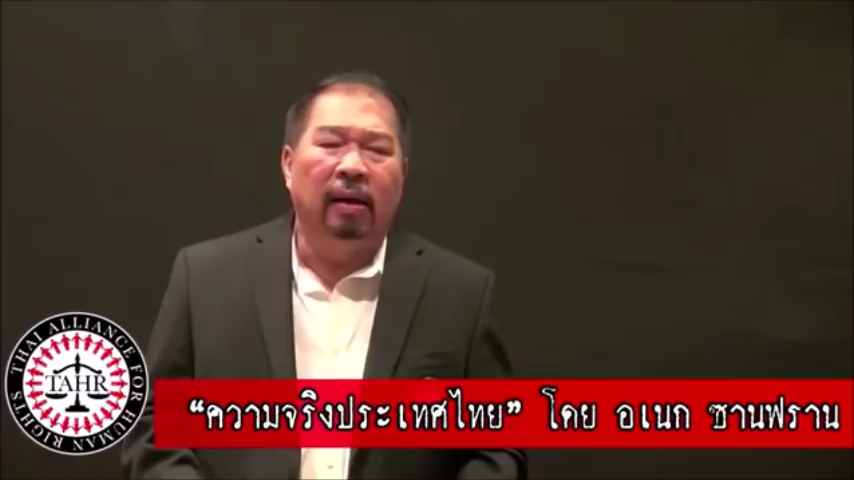 THAI ALLIANCE FOR HUMAN RIGHTS
TAHR
“ความจริงประเทศไทย” โดย อเนก ซานฟราน